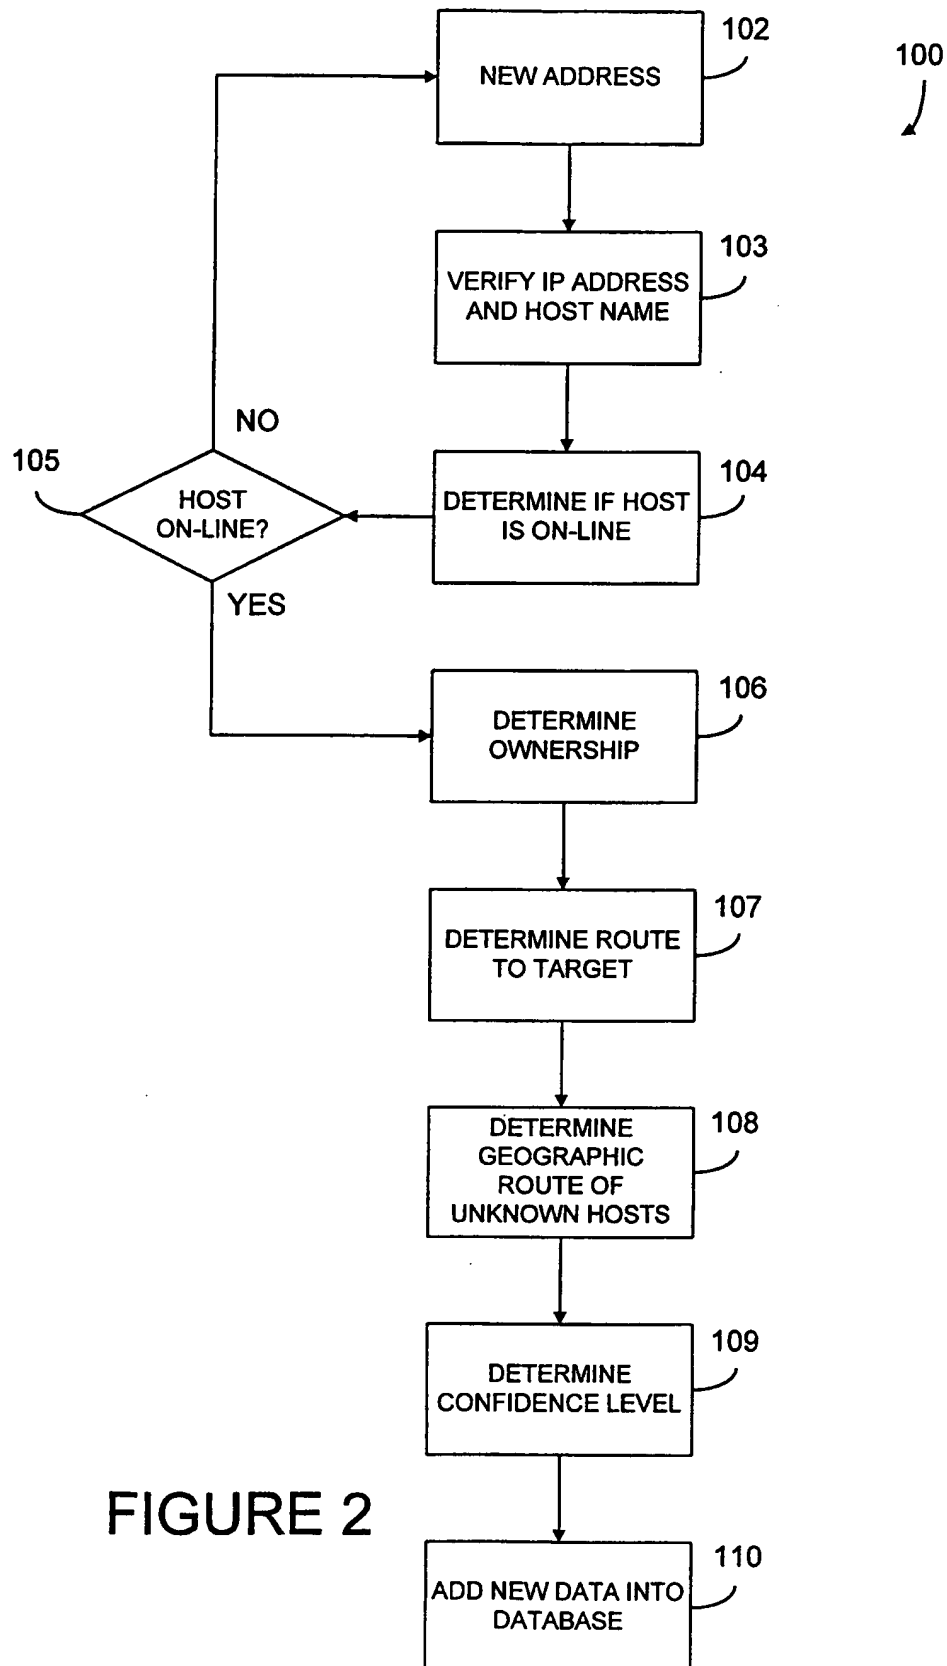 102
100
NEW ADDRESS
103
VERIFY IP ADDRESS
AND HOST NAME
NO
105
104
HOST
ON-LINE?
DETERMINE IF HOST
IS ON-LINE
YES
106
DETERMINE
OWNERSHIP
107
DETERMINE ROUTE
TO TARGET
108
DETERMINE
GEOGRAPHIC
ROUTE OF
UNKNOWN HOSTS
109
DETERMINE
CONFIDENCE LEVEL
FIGURE 2
110
ADD NEW DATA INTO
DATABASE